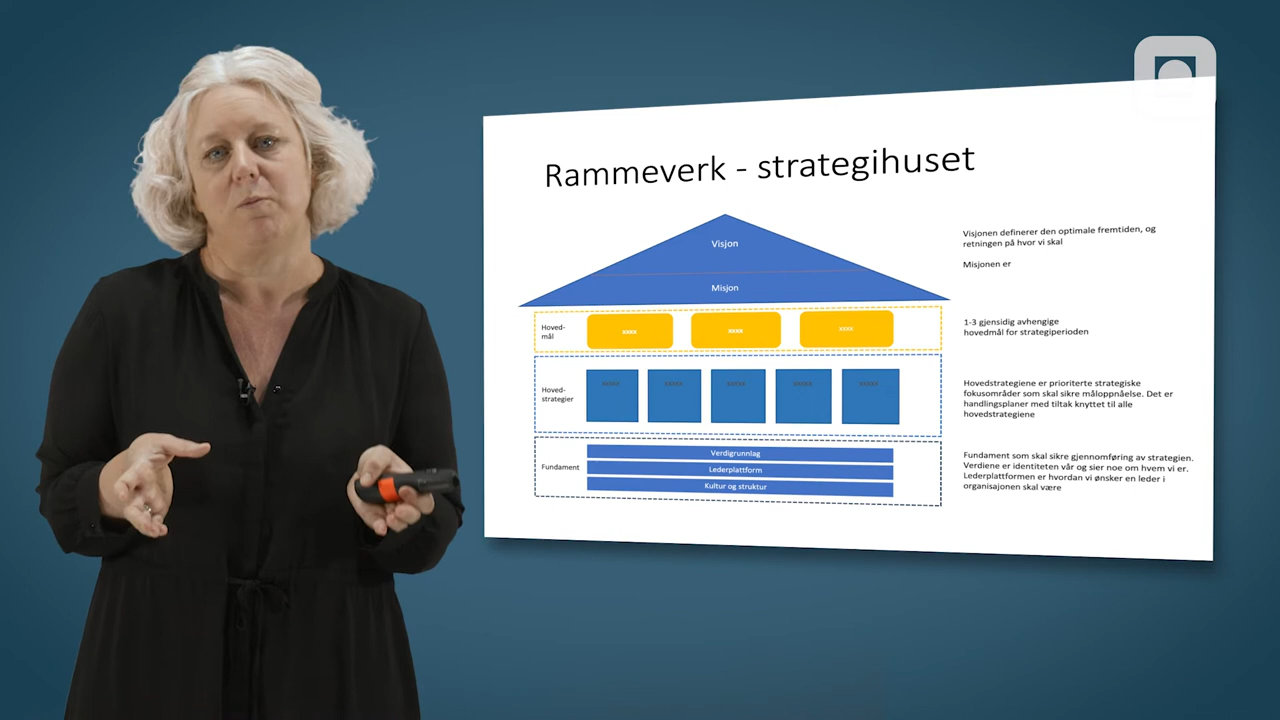 Rammeverk - strategihuset
Visjon
Misjon
Visjonen definerer den optimale fremtiden, og
retningen på hvor vi skal
Misjonen er
Hoved-
mål
xxxx
xxxx
xxxx
1-3 gjensidig avhengige
hovedmål for strategiperioden
Hoved-
strategier
Hovedstrategiene er prioriterte strategiske
fokusområder som skal sikre måloppnåelse. Det er
handlingsplaner med tiltak knyttet til alle
hovedstrategiene
Fundament
Verdigrunnlag
Lederplattform
Kultur og struktur
Fundament som skal sikre gjennomføring av strategien.
Verdiene er identiteten vår og sier noe om hvem vi er.
Lederplattformen er hvordan vi ønsker en leder i
organisasjonen skal være